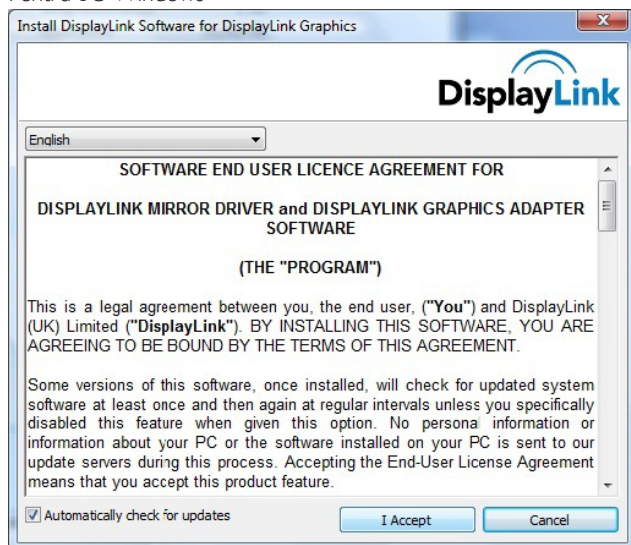 Install DisplayLink Software for DisplayLink Graphics
DisplayLink
English
SOFTWARE END USER LICENCE AGREEMENT FOR
DISPLAYLINK MIRROR DRIVER and DISPLAYLINK GRAPHICS ADAPTER
SOFTWARE
(THE "PROGRAM")
This is a legal agreement between you, the end user, ("You") and DisplayLink
(UK) Limited ("DisplayLink"). BY INSTALLING THIS SOFTWARE, YOU ARE
AGREEING TO BE BOUND BY THE TERMS OF THIS AGREEMENT.
Some versions of this software, once installed, will check for updated system
software at least once and then again at regular intervals unless you specifically
disabled this feature when given this option. No personal information or
information about your PC or the software installed on your PC is sent to our
update servers during this process. Accepting the End-User License Agreement
means that you accept this product feature.
Automatically check for updates
I Accept
Cancel